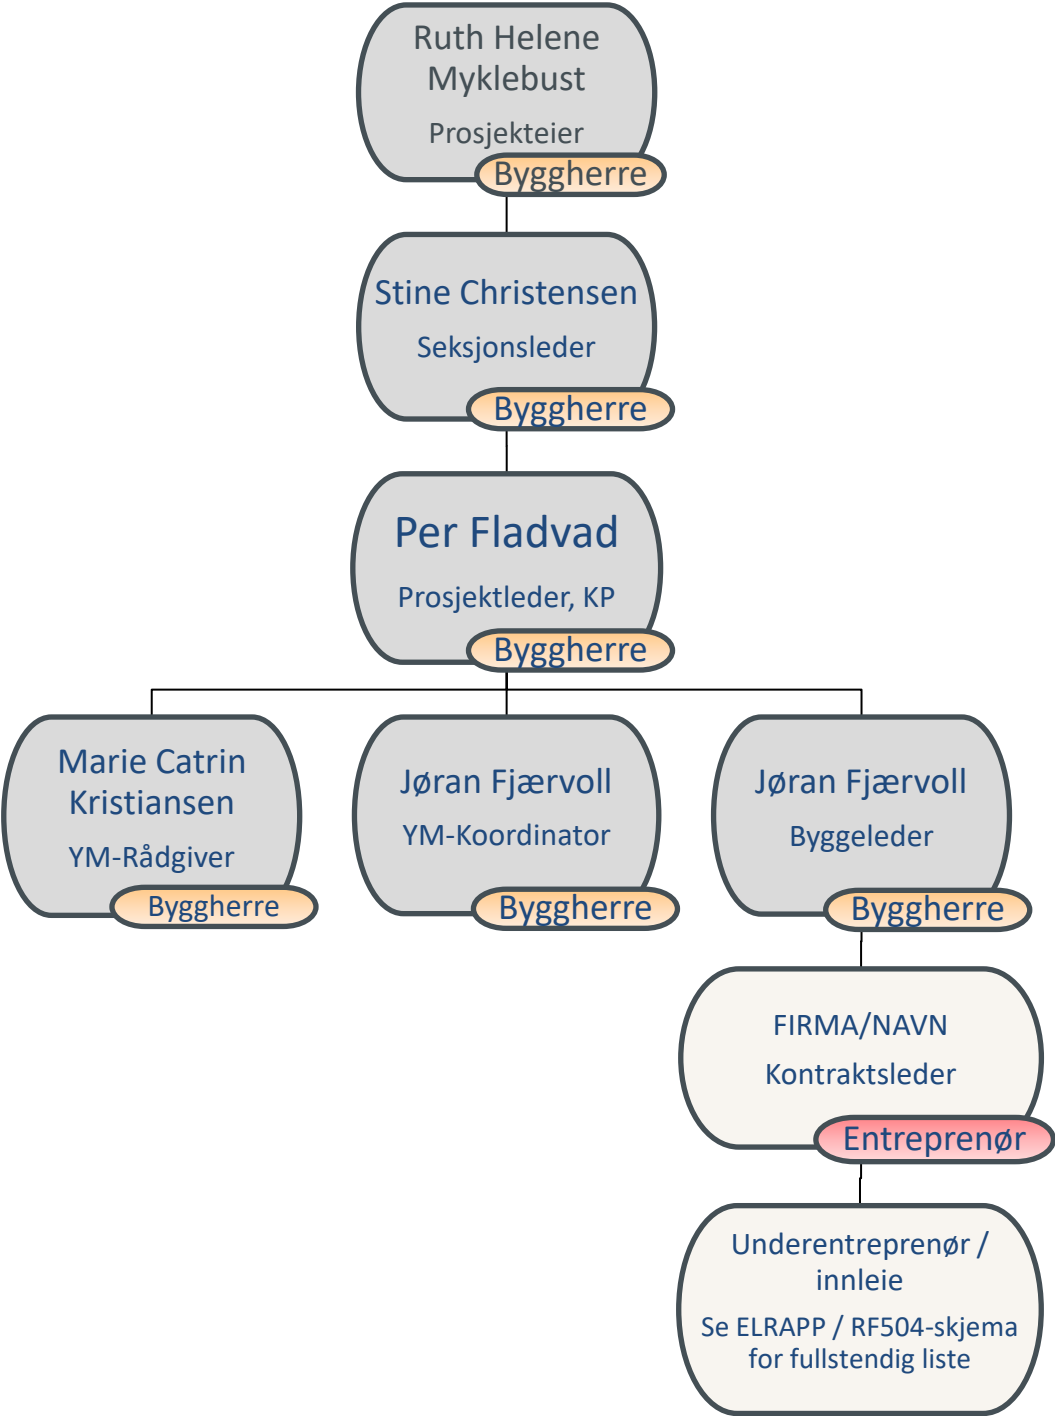 Ruth Helene
Myklebust
Prosjekteier
Byggherre
Stine Christensen
Seksjonsleder
Byggherre
Per Fladvad
Prosjektleder, KP
Byggherre
Marie Catrin
Kristiansen
YM-Rådgiver
Byggherre
Jøran Fjærvoll
YM-Koordinator
Byggherre
Jøran Fjærvoll
Byggeleder
Byggherre
FIRMA/NAVN
Kontraktsleder
Entreprenør
Underentreprenør /
innleie
Se ELRAPP / RF504-skjema
for fullstendig liste